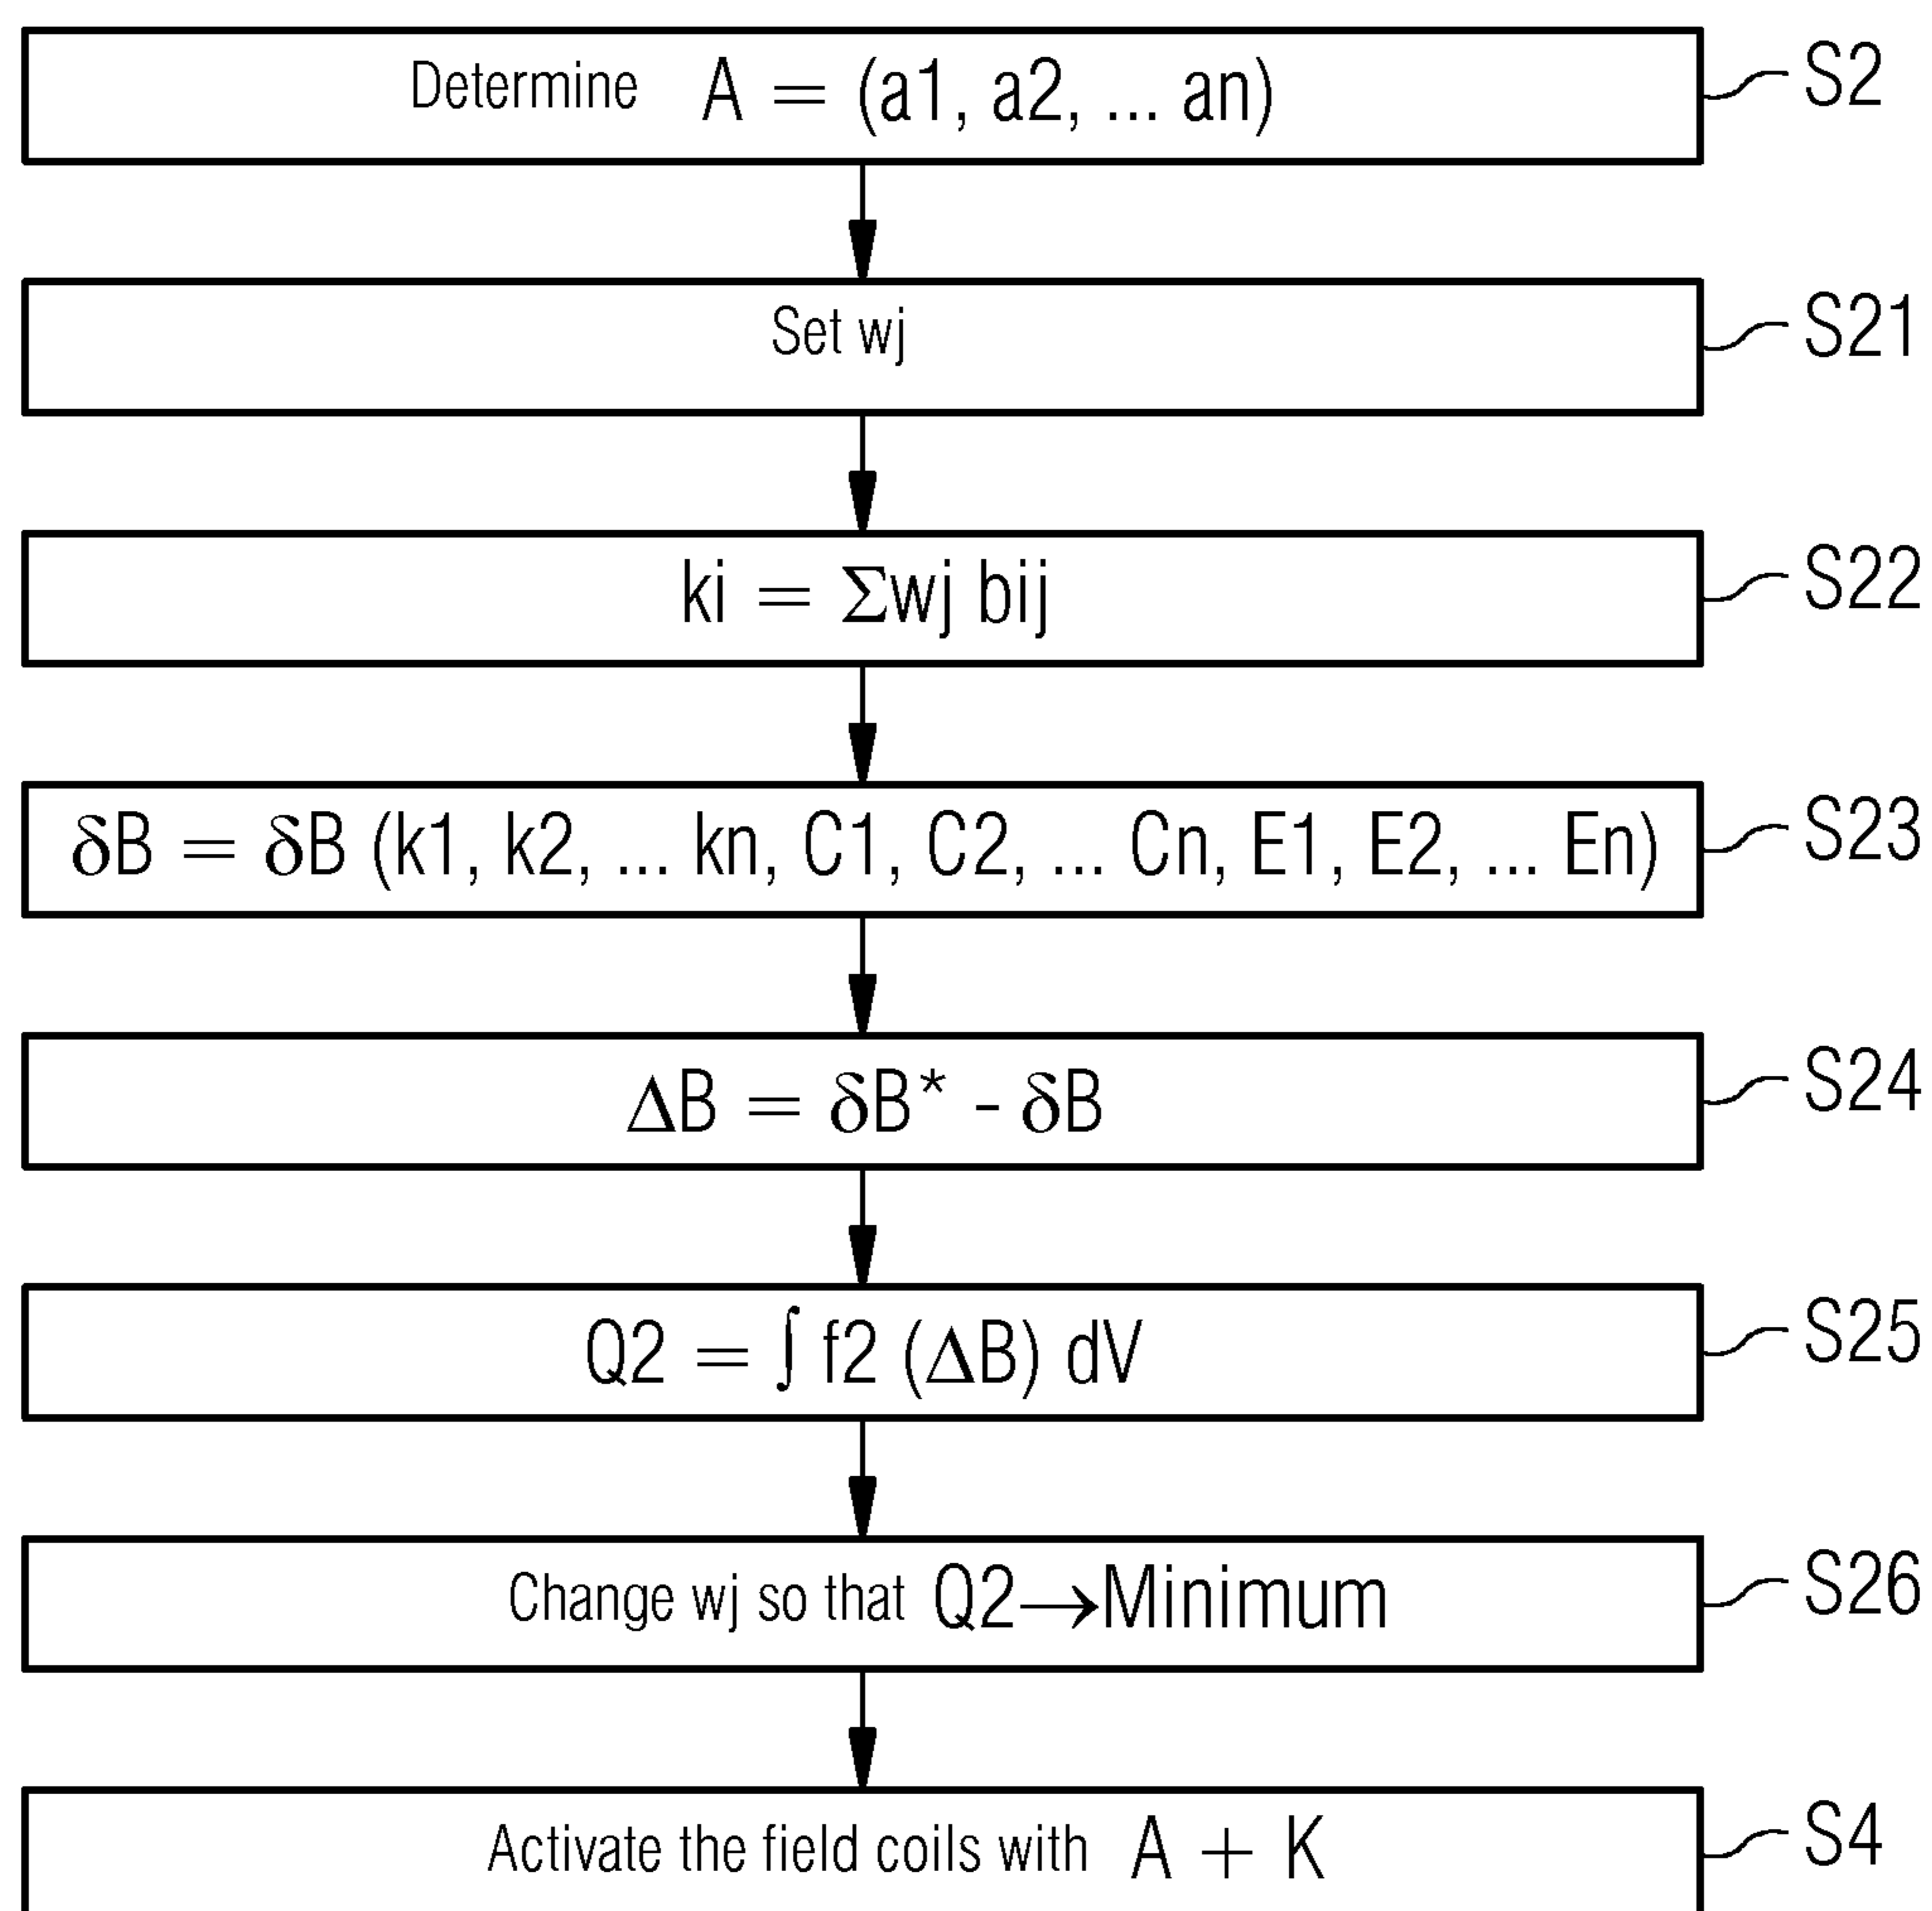 Determine A = (a1, a2, ... an) S2
Set wj S21
ki = Σwj bij S22
δB = δB (k1, k2, ... kn, C1, C2, ... Cn, E1, E2, ... En) S23
ΔB = δB* - δB S24
Q2 = ∫ f2 (ΔB) dV S25
Change wj so that Q2→Minimum S26
Activate the field coils with A + K S4